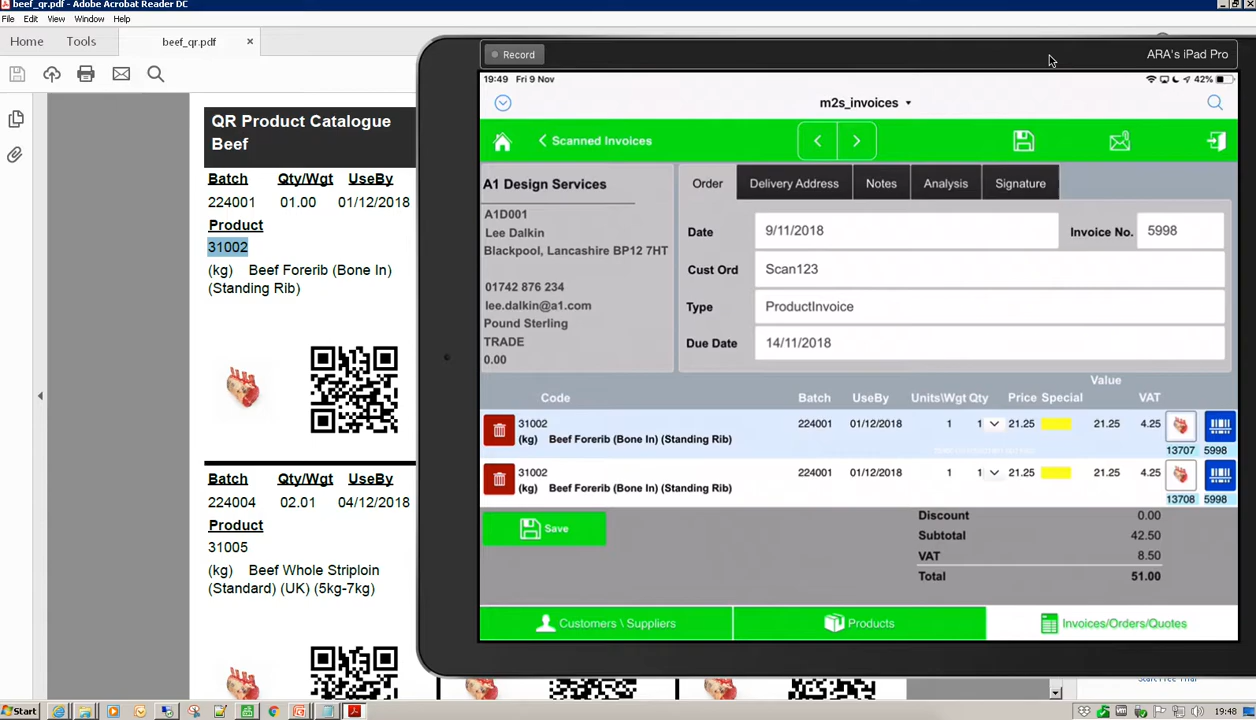 beef_qr.pdf - Adobe Acrobat Reader DC
File Edit View Window Help
Home Tools beef_qr.pdf ×
QR Product Catalogue
Beef
Batch Qty/Wgt UseBy
224001 01.00 01/12/2018
Product
31002
(kg) Beef Forerib (Bone In)
(Standing Rib)
Batch Qty/Wgt UseBy
224004 02.01 04/12/2018
Product
31005
(kg) Beef Whole Striploin
(Standard) (UK) (5kg-7kg)
Record ARA's iPad Pro
19:49 Fri 9 Nov 42%
m2s_invoices
Scanned Invoices
A1 Design Services
A1D001
Lee Dalkin
Blackpool, Lancashire BP12 7HT
01742 876 234
lee.dalkin@a1.com
Pound Sterling
TRADE
0.00
Order Delivery Address Notes Analysis Signature
Date 9/11/2018 Invoice No. 5998
Cust Ord Scan123
Type ProductInvoice
Due Date 14/11/2018
Value
Code Batch UseBy Units\Wgt Qty Price Special VAT
31002 224001 01/12/2018 1 1 21.25 21.25 4.25
(kg) Beef Forerib (Bone In) (Standing Rib)
13707 5998
31002 224001 01/12/2018 1 1 21.25 21.25 4.25
(kg) Beef Forerib (Bone In) (Standing Rib)
13708 5998
Save
Discount 0.00
Subtotal 42.50
VAT 8.50
Total 51.00
Customers \ Suppliers Products Invoices/Orders/Quotes
Start Free Trial
Start 19:48